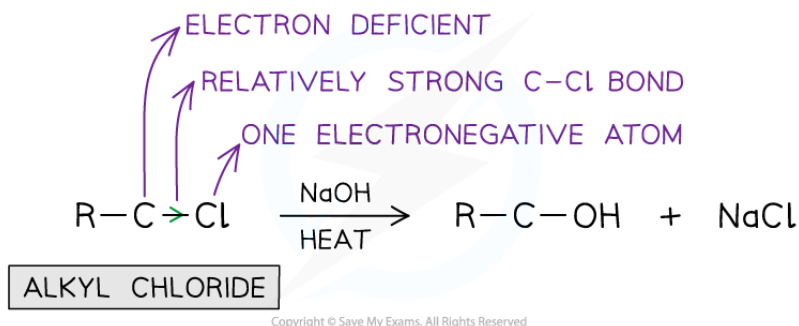 ELECTRON DEFICIENT
RELATIVELY STRONG C-Cl BOND
ONE ELECTRONEGATIVE ATOM
R-C-Cl NaOH HEAT R-C-OH + NaCl
ALKYL CHLORIDE
Copyright © Save My Exams. All Rights Reserved